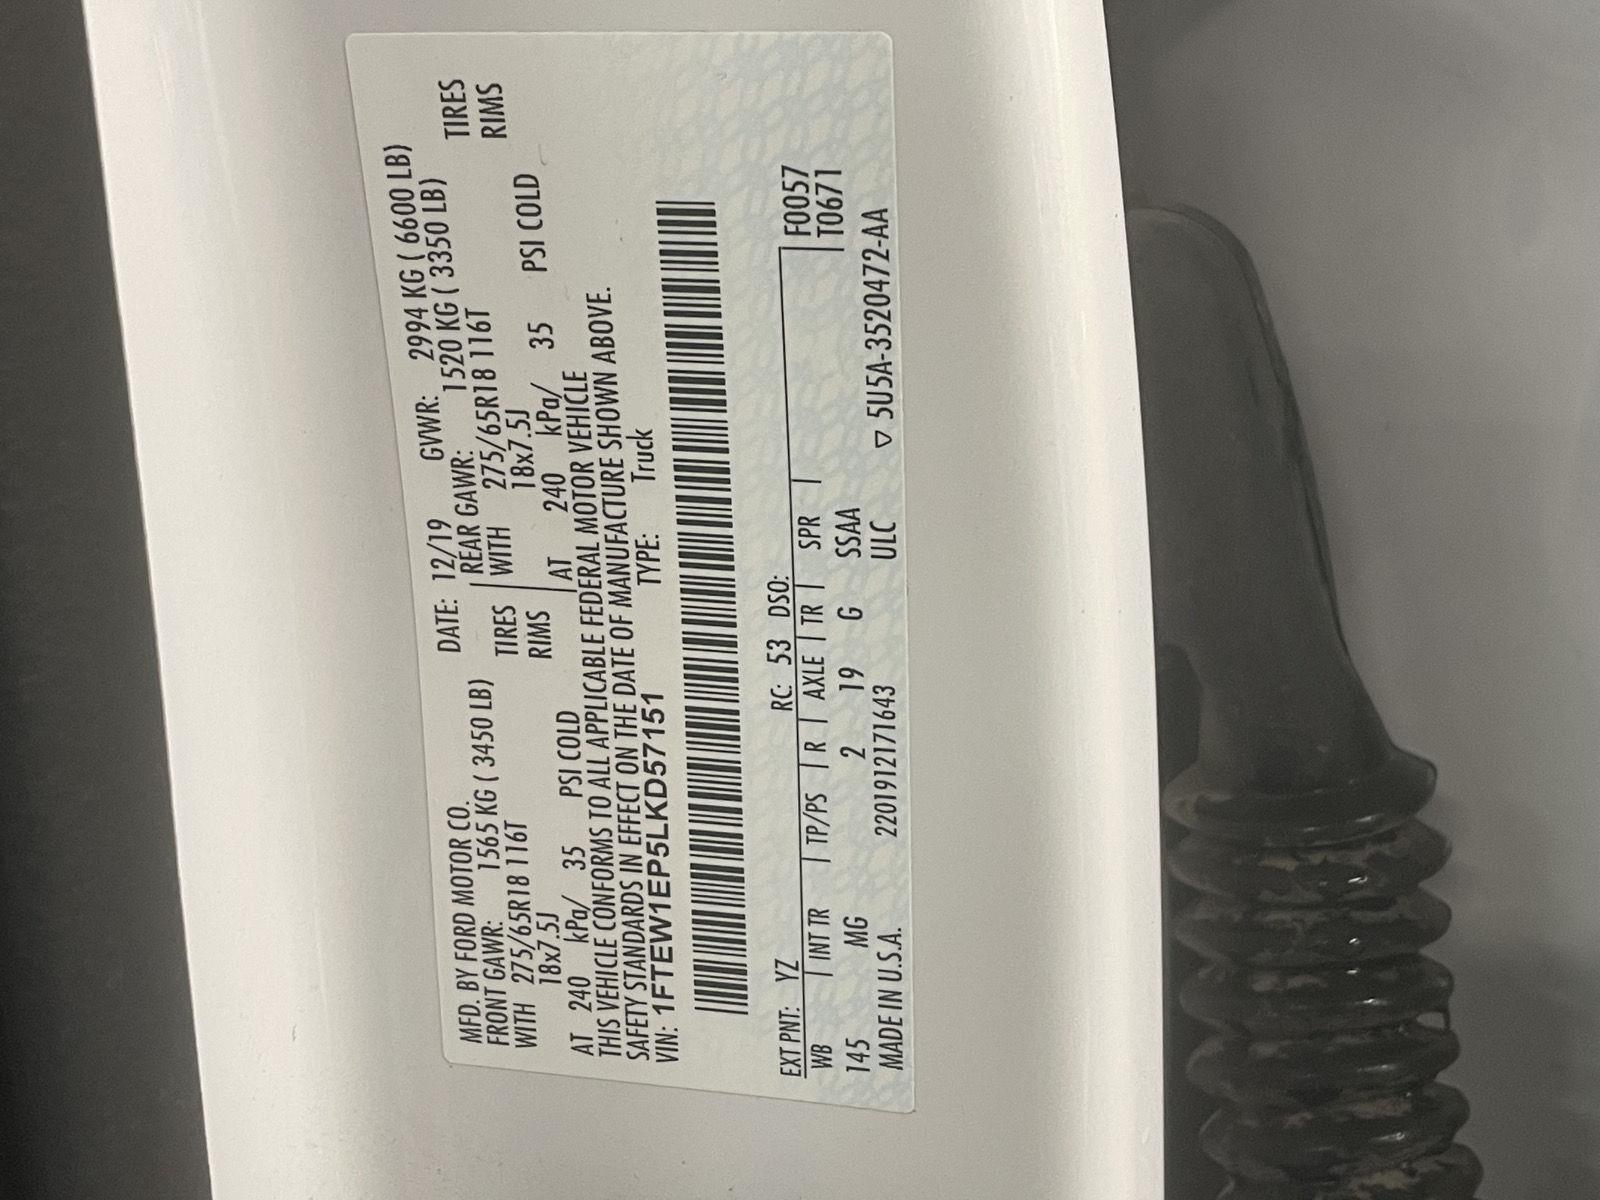 MFD. BY FORD MOTOR CO. DATE: 12/19 GVWR: 2994 KG ( 6600 LB)
FRONT GAWR: 1565 KG ( 3450 LB) REAR GAWR: 1520 KG ( 3350 LB)
WITH 275/65R18 116T TIRES WITH 275/65R18 116T TIRES
18x7.5J RIMS 18x7.5J RIMS
AT 240 kPa/ 35 PSI COLD AT 240 kPa/ 35 PSI COLD
THIS VEHICLE CONFORMS TO ALL APPLICABLE FEDERAL MOTOR VEHICLE
SAFETY STANDARDS IN EFFECT ON THE DATE OF MANUFACTURE SHOWN ABOVE.
VIN: 1FTEW1EP5LKD57151 TYPE: Truck
EXT PNT: YZ RC: 53 DSO: F0057
WB | INT TR | TP/PS | R | AXLE | TR | SPR | T0671
145 MG 2 19 G SSAA
MADE IN U.S.A. 220191217164​3 ULC ▽ 5U5A-3520472-AA